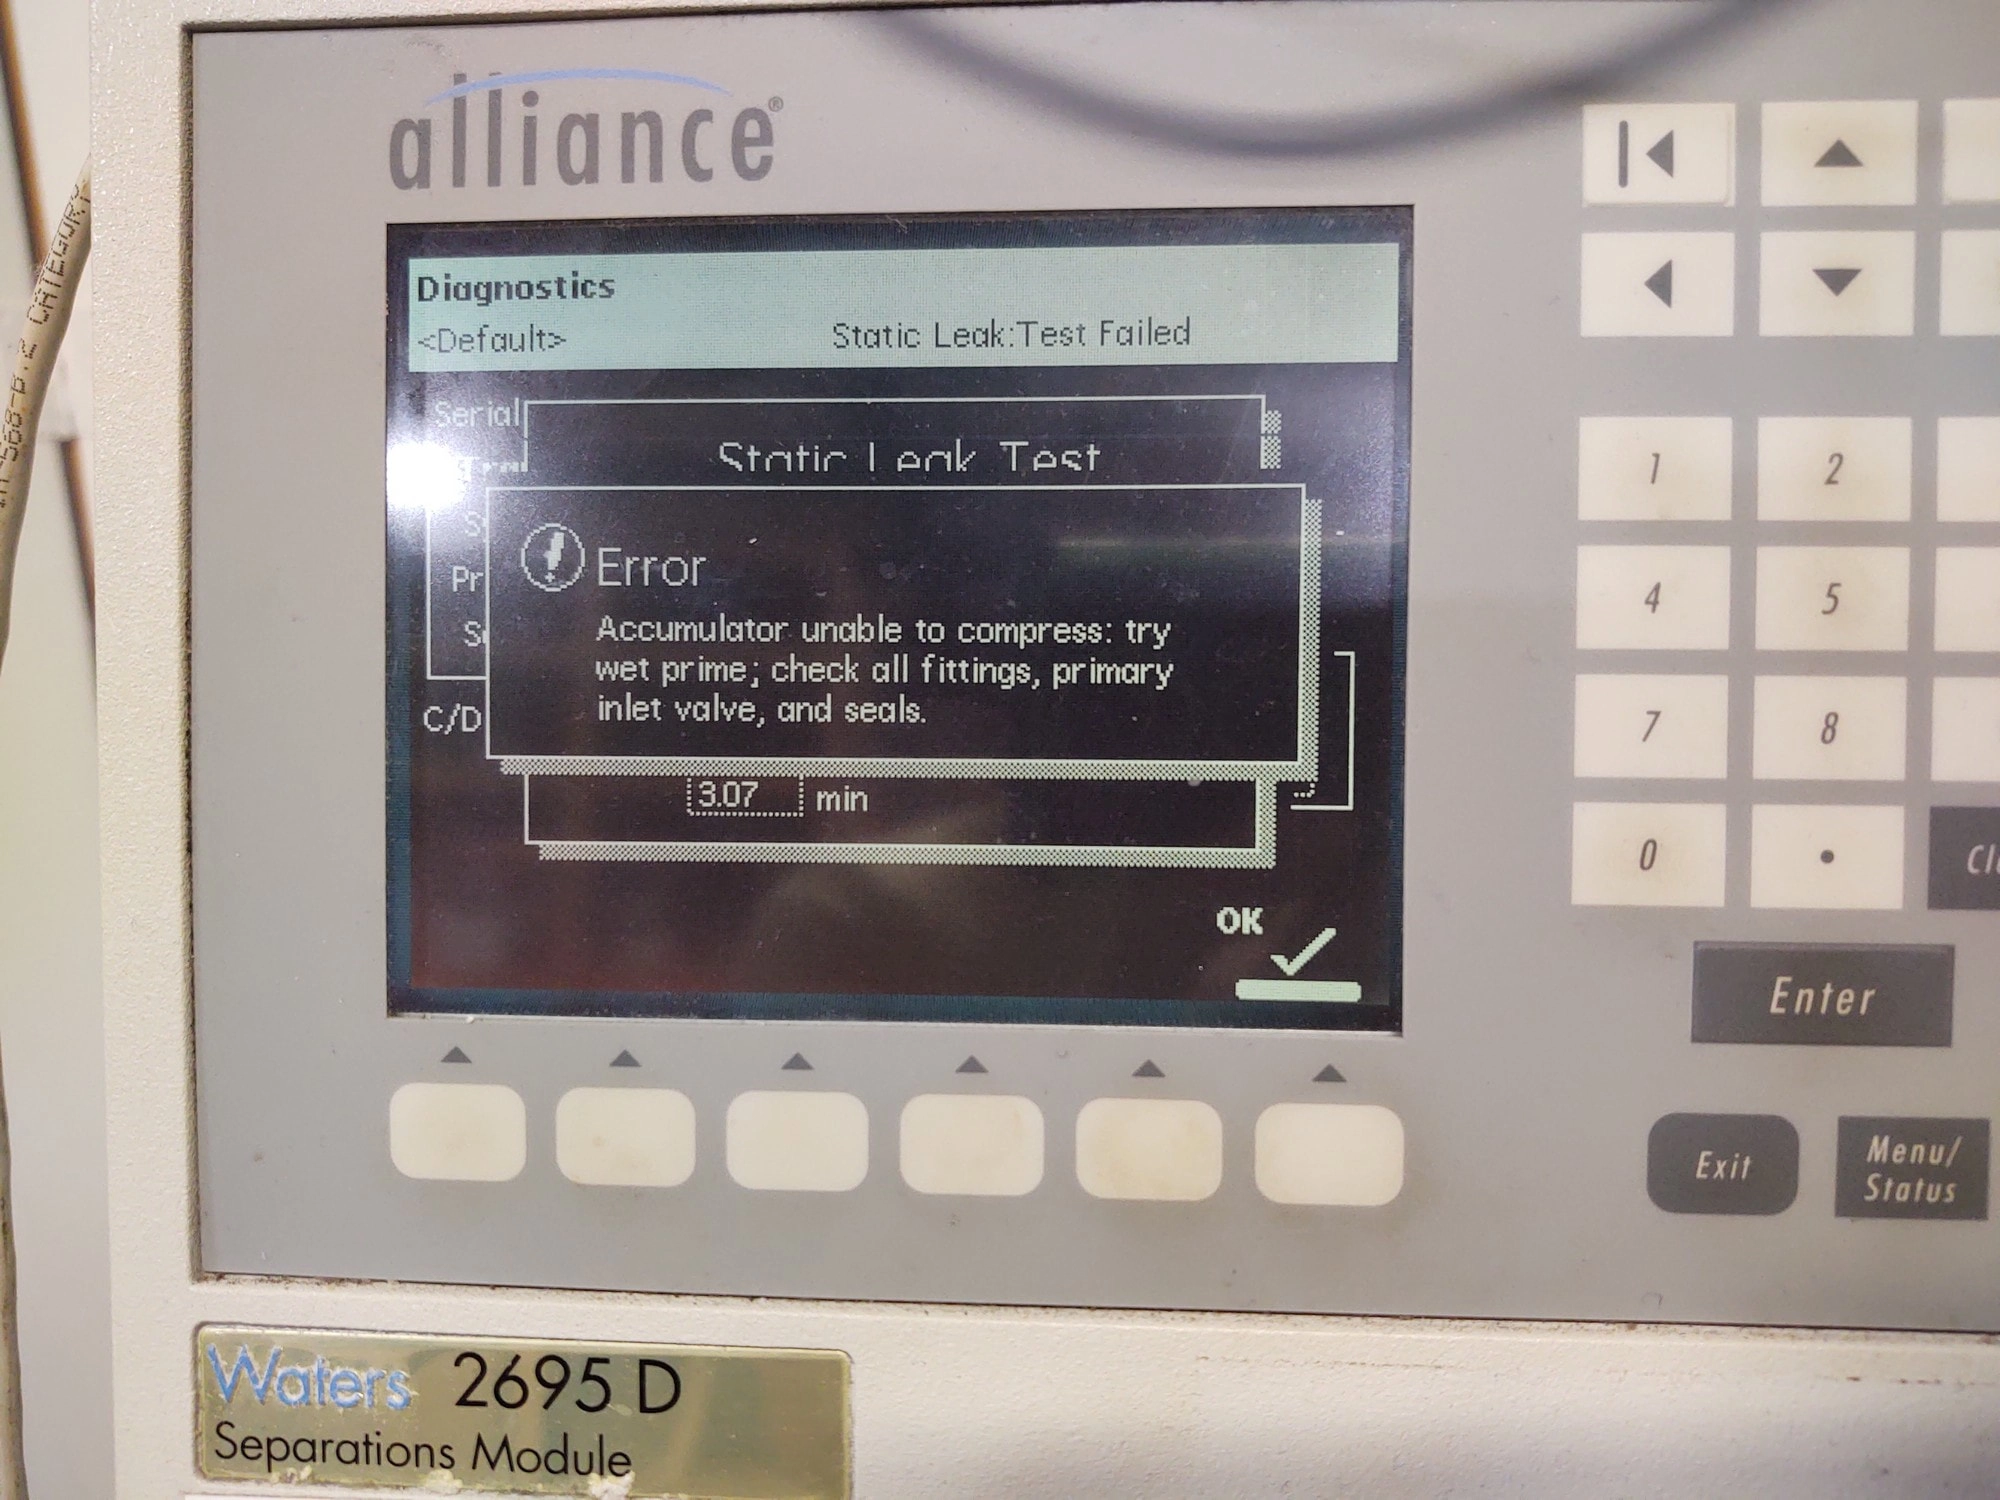 alliance®
Diagnostics
<Default> Static Leak:Test Failed
Serial
Static Leak Test
Error
Accumulator unable to compress: try
wet prime; check all fittings, primary
inlet valve, and seals.
Pr
C/D
3.07 min
OK
1 2
4 5
7 8
0 .
Enter
Exit
Menu/
Status
Waters 2695 D
Separations Module